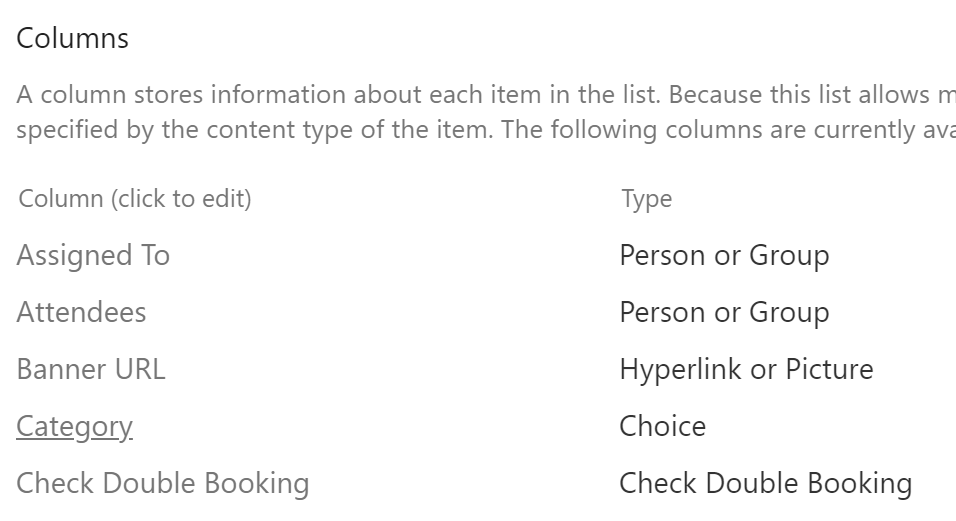 Columns
A column stores information about each item in the list. Because this list allows m
specified by the content type of the item. The following columns are currently ava
Column (click to edit) Type
Assigned To Person or Group
Attendees Person or Group
Banner URL Hyperlink or Picture
Category Choice
Check Double Booking Check Double Booking